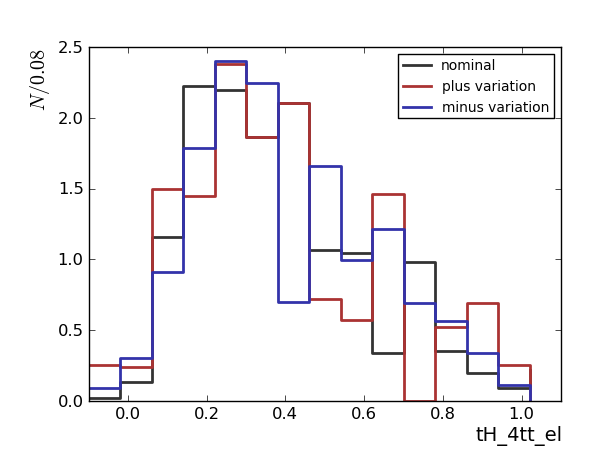 N/0.08
2.5
2.0
1.5
1.0
0.5
0.0
nominal
plus variation
minus variation
0.0 0.2 0.4 0.6 0.8 1.0
tH_4tt_el